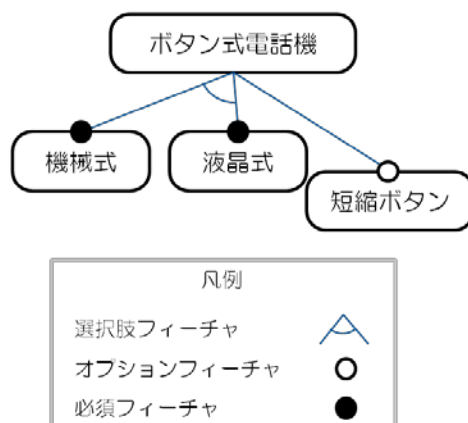 ボタン式電話機
機械式
液晶式
短縮ボタン
凡例
選択肢フィーチャ
オプションフィーチャ
必須フィーチャ